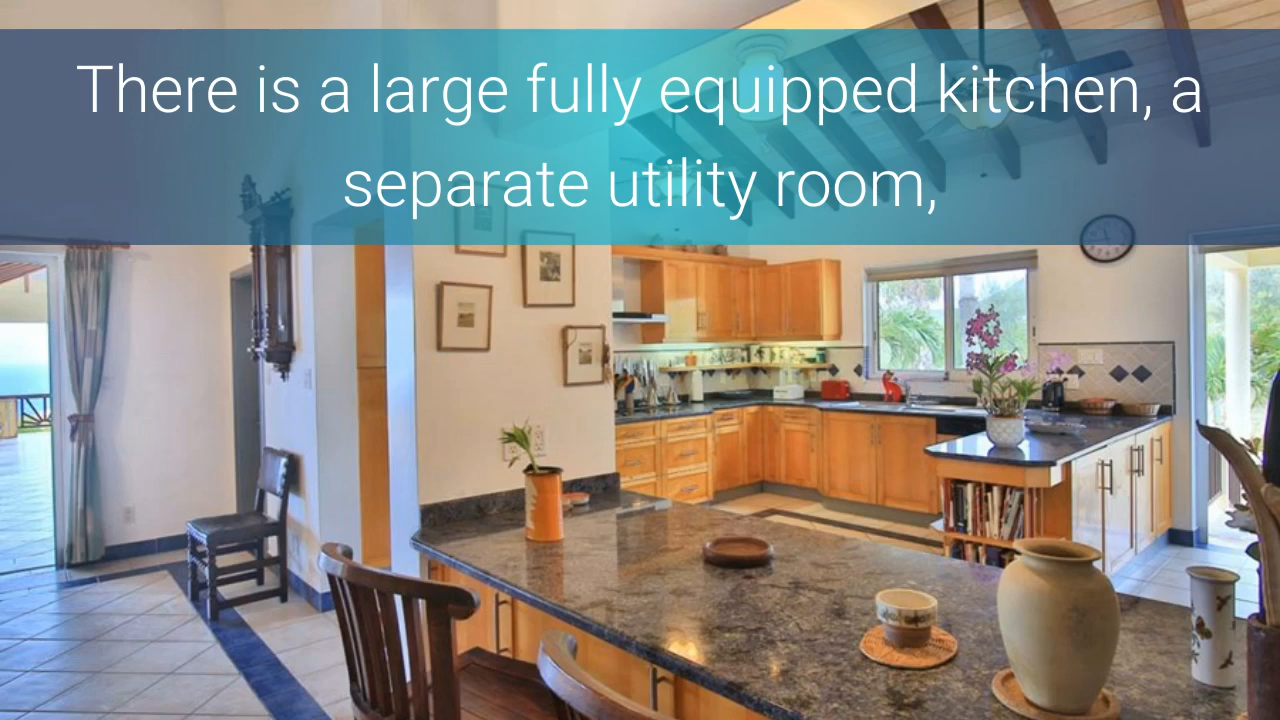 There is a large fully equipped kitchen, a
separate utility room,